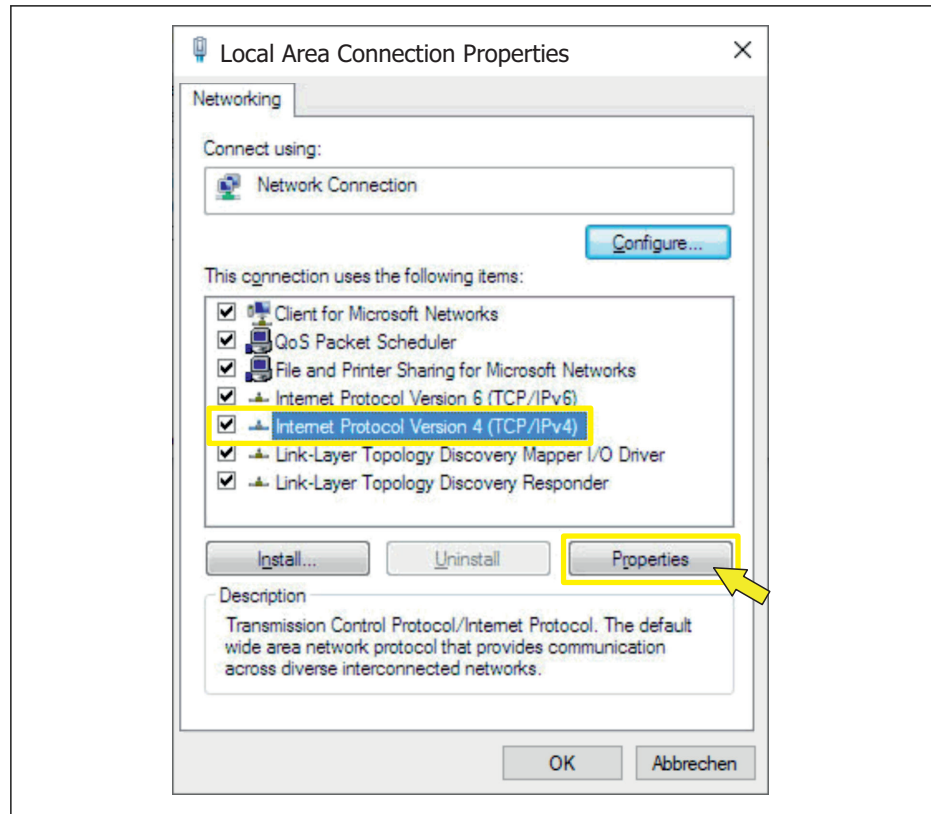 Local Area Connection Properties
Networking
Connect using:
Network Connection
Configure...
This connection uses the following items:
Client for Microsoft Networks
QoS Packet Scheduler
File and Printer Sharing for Microsoft Networks
Internet Protocol Version 6 (TCP/IPv6)
Internet Protocol Version 4 (TCP/IPv4)
Link-Layer Topology Discovery Mapper I/O Driver
Link-Layer Topology Discovery Responder
Install... Uninstall Properties
Description
Transmission Control Protocol/Internet Protocol. The default
wide area network protocol that provides communication
across diverse interconnected networks.
OK Abbrechen